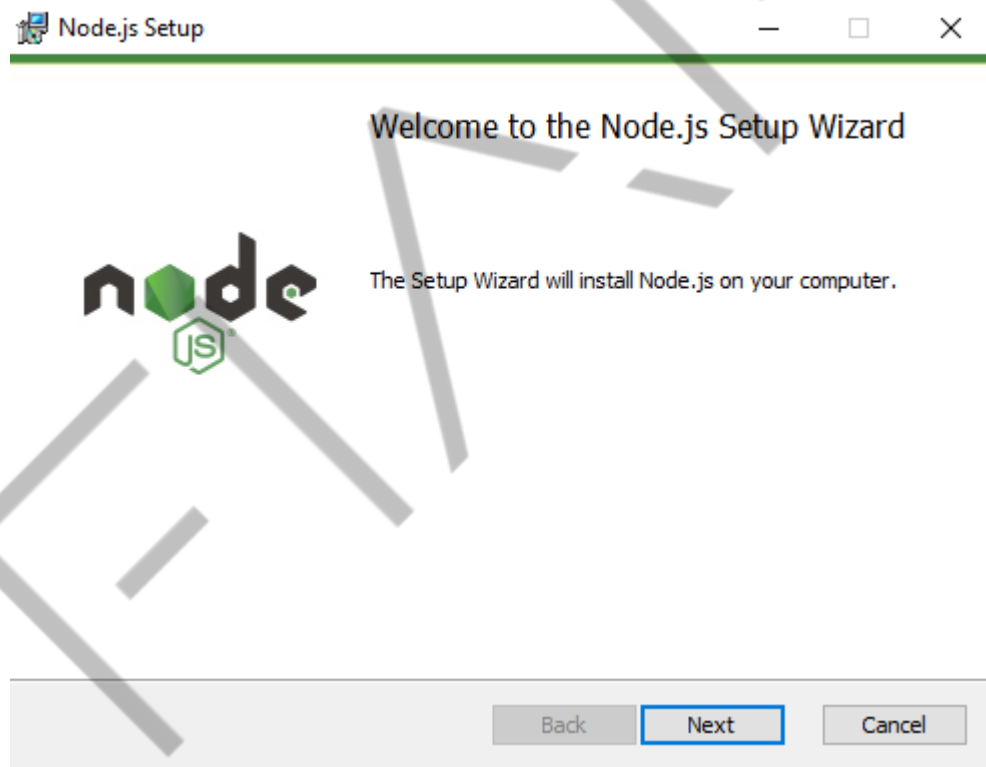 Node.js Setup
Welcome to the Node.js Setup Wizard
node
JS
The Setup Wizard will install Node.js on your computer.
Back
Next
Cancel